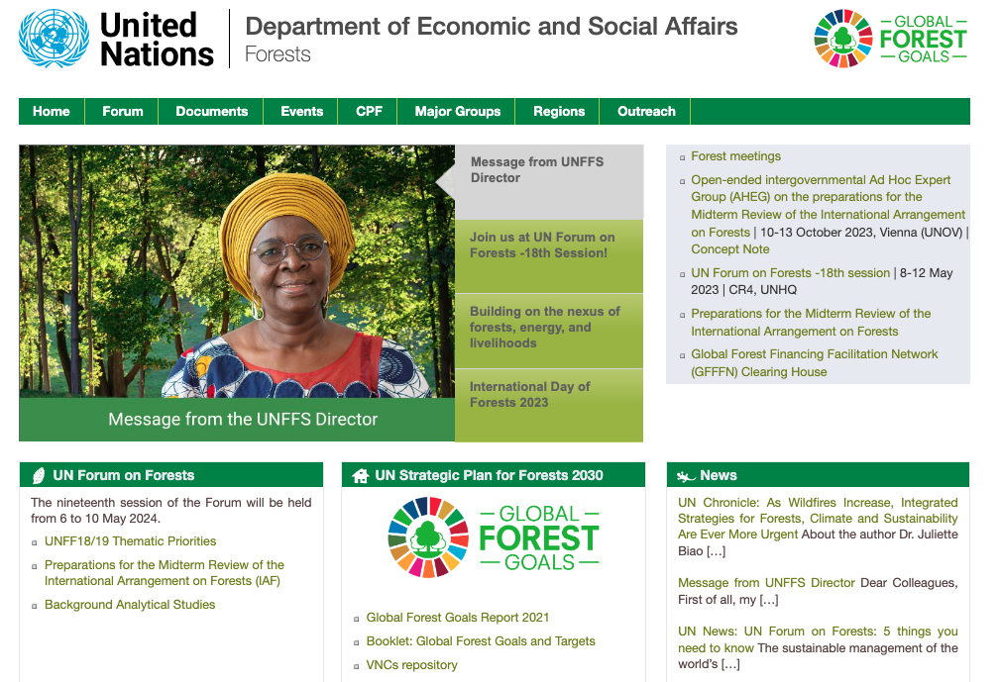 United
Nations
Department of Economic and Social Affairs
Forests
GLOBAL
FOREST
GOALS
Home
Forum
Documents
Events
CPF
Major Groups
Regions
Outreach
Message from the UNFFS Director
Message from UNFFS
Director
Join us at UN Forum on
Forests -18th Session!
Building on the nexus of
forests, energy, and
livelihoods
International Day of
Forests 2023
Forest meetings
Open-ended intergovernmental Ad Hoc Expert
Group (AHEG) on the preparations for the
Midterm Review of the International Arrangement
on Forests | 10-13 October 2023, Vienna (UNOV) |
Concept Note
UN Forum on Forests -18th session | 8-12 May
2023 | CR4, UNHQ
Preparations for the Midterm Review of the
International Arrangement on Forests
Global Forest Financing Facilitation Network
(GFFFN) Clearing House
UN Forum on Forests
The nineteenth session of the Forum will be held
from 6 to 10 May 2024.
UNFF18/19 Thematic Priorities
Preparations for the Midterm Review of the
International Arrangement on Forests (IAF)
Background Analytical Studies
UN Strategic Plan for Forests 2030
GLOBAL
FOREST
GOALS
Global Forest Goals Report 2021
Booklet: Global Forest Goals and Targets
VNCs repository
News
UN Chronicle: As Wildfires Increase, Integrated
Strategies for Forests, Climate and Sustainability
Are Ever More Urgent About the author Dr. Juliette
Biao […]
Message from UNFFS Director Dear Colleagues,
First of all, my […]
UN News: UN Forum on Forests: 5 things you
need to know The sustainable management of the
world’s […]